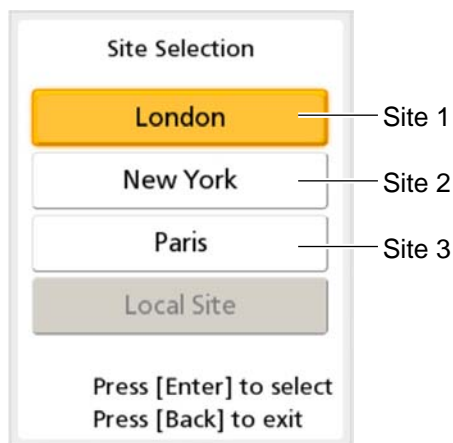 Site Selection
London
Site 1
New York
Site 2
Paris
Site 3
Local Site
Press [Enter] to select
Press [Back] to exit